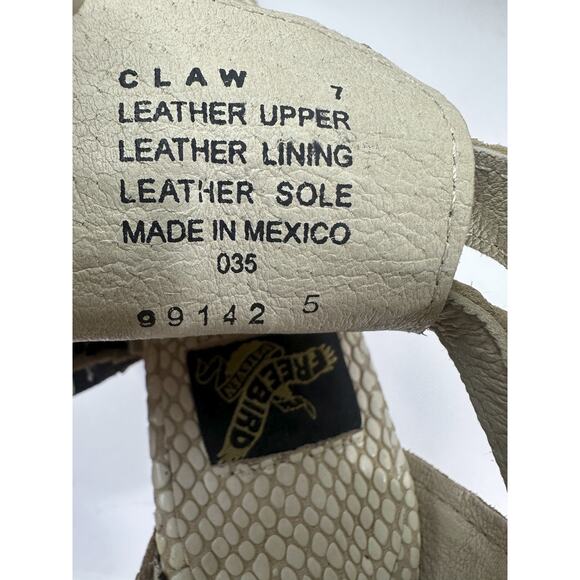 CLAW 7
LEATHER UPPER
LEATHER LINING
LEATHER SOLE
MADE IN MEXICO
035
99142 5
FREEBIRD